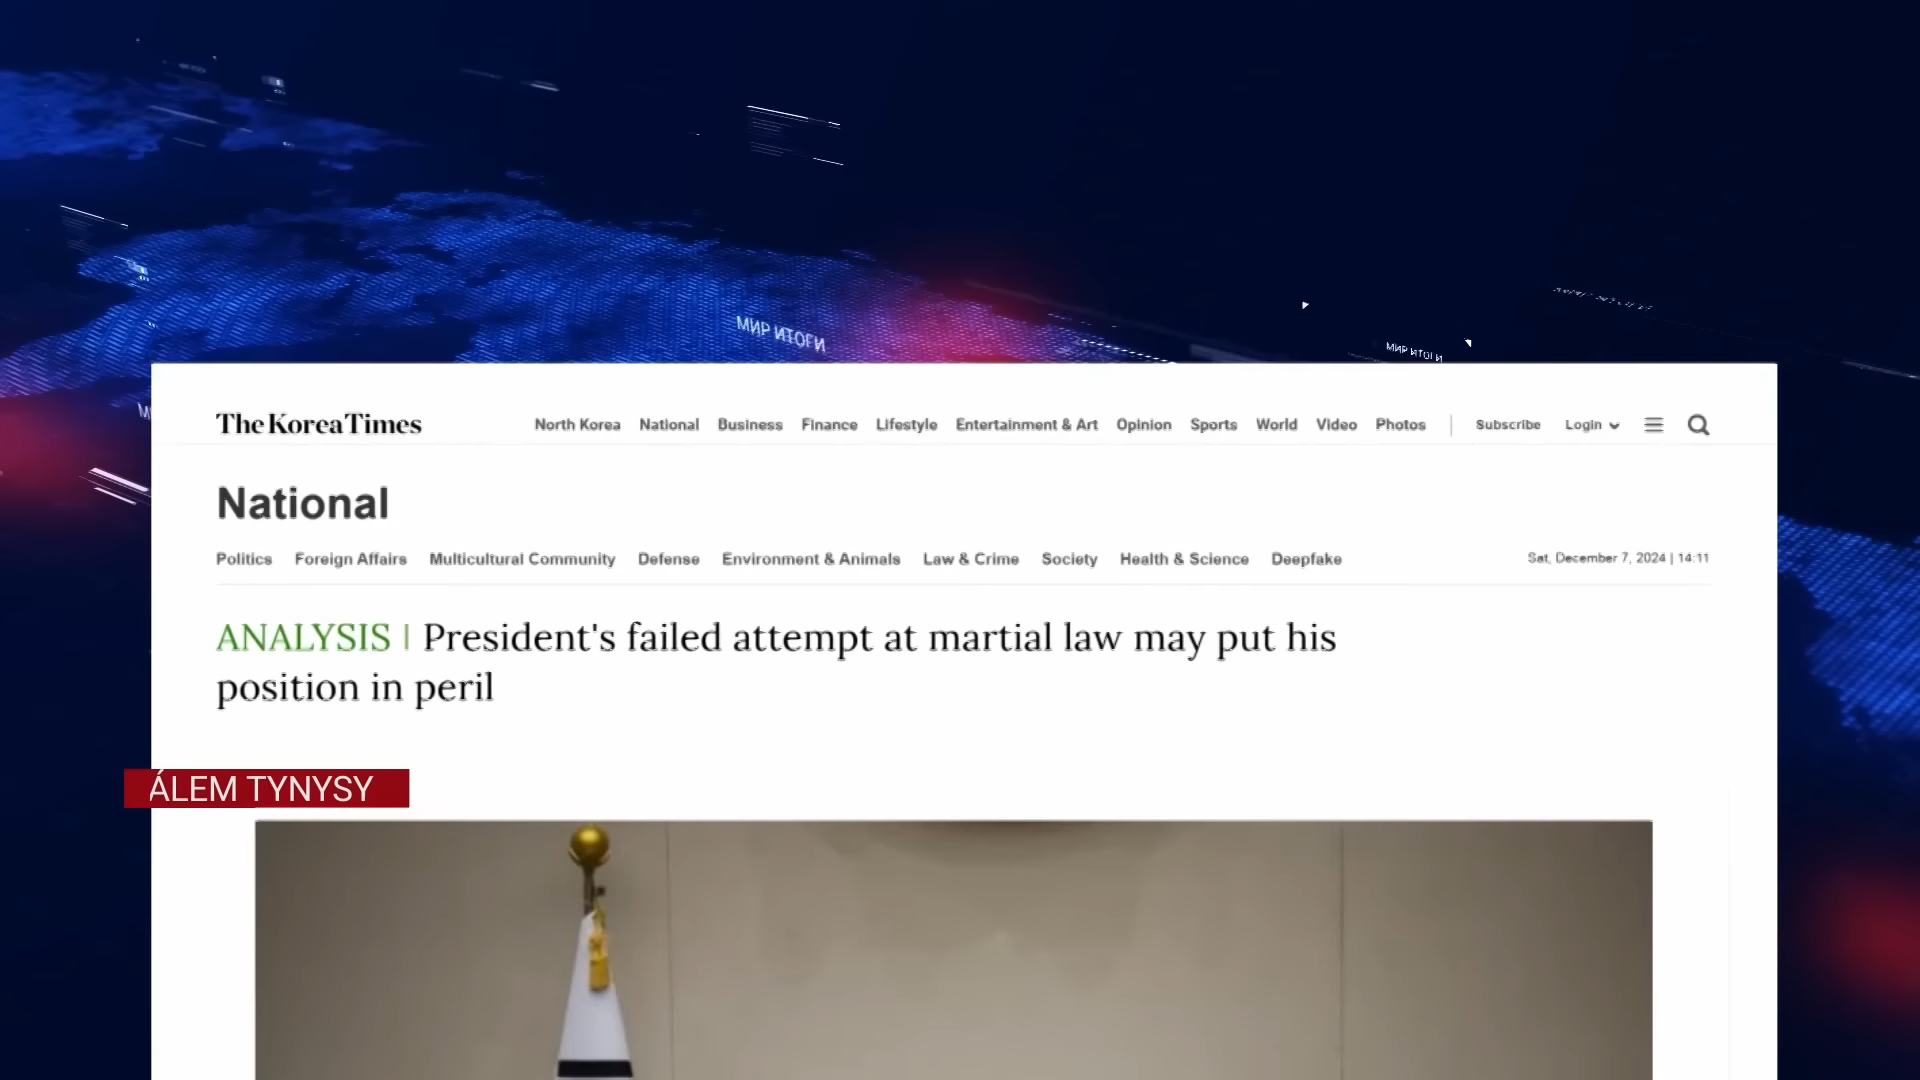 МИР ИТОГИ
МИР ИТОГИ
The Korea Times
North Korea National Business Finance Lifestyle Entertainment & Art Opinion Sports World Video Photos | Subscribe Login
National
Politics Foreign Affairs Multicultural Community Defense Environment & Animals Law & Crime Society Health & Science Deepfake Sat, December 7, 2024 | 14:11
ANALYSIS | President's failed attempt at martial law may put his
position in peril
ÁLEM TYNYSY